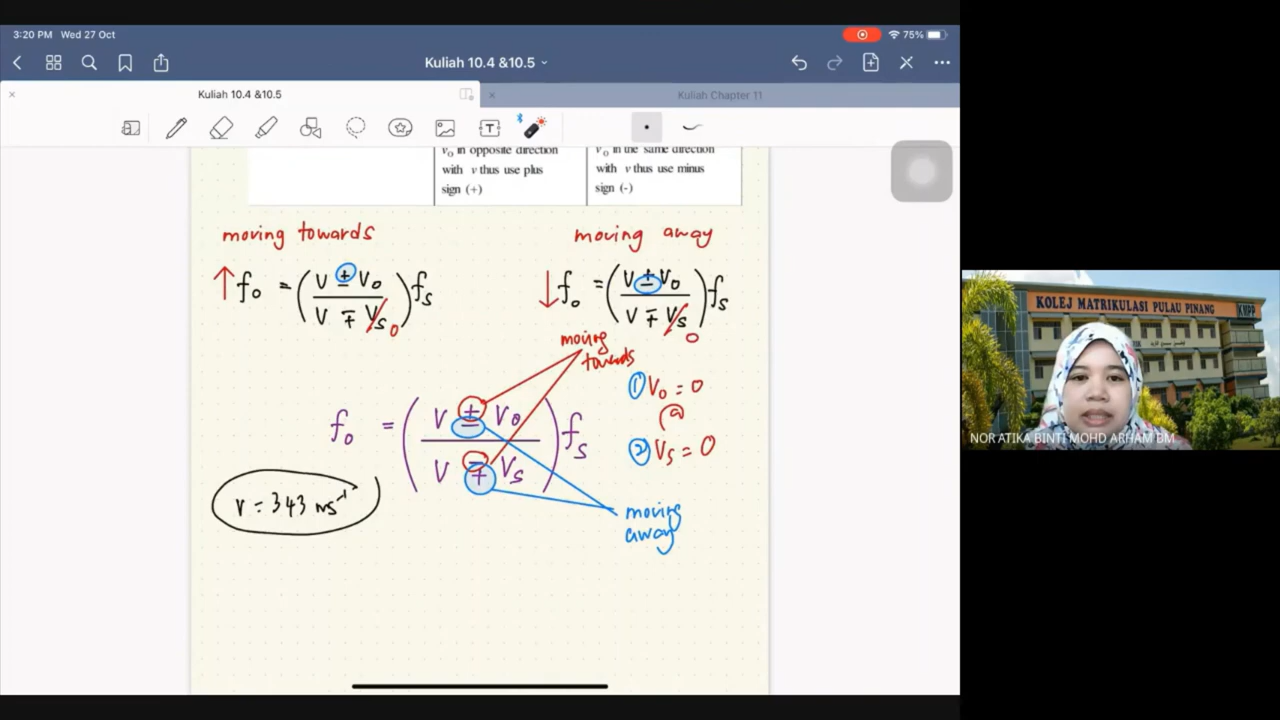 3:20 PM Wed 27 Oct
75%
Kuliah 10.4 &10.5
Kuliah 10.4 &10.5
Kuliah Chapter 11
T
v₀ in opposite direction
with v thus use plus
sign (+)
v₀ in the same direction
with v thus use minus
sign (-)
moving towards
↑ f₀ = (V ± V₀ / V ∓ Vs) fs
0
moving away
↓ f₀ = (V ± V₀ / V ∓ Vs) fs
0
moving
towards
f₀ = (V ± V₀ / V ∓ Vs) fs
① V₀ = 0
@
② Vs = 0
v = 343 ms⁻¹
moving
away
KOLEJ MATRIKULASI PULAU PINANG
KMPP
NOR ATIKA BINTI MOHD ARHAM BM